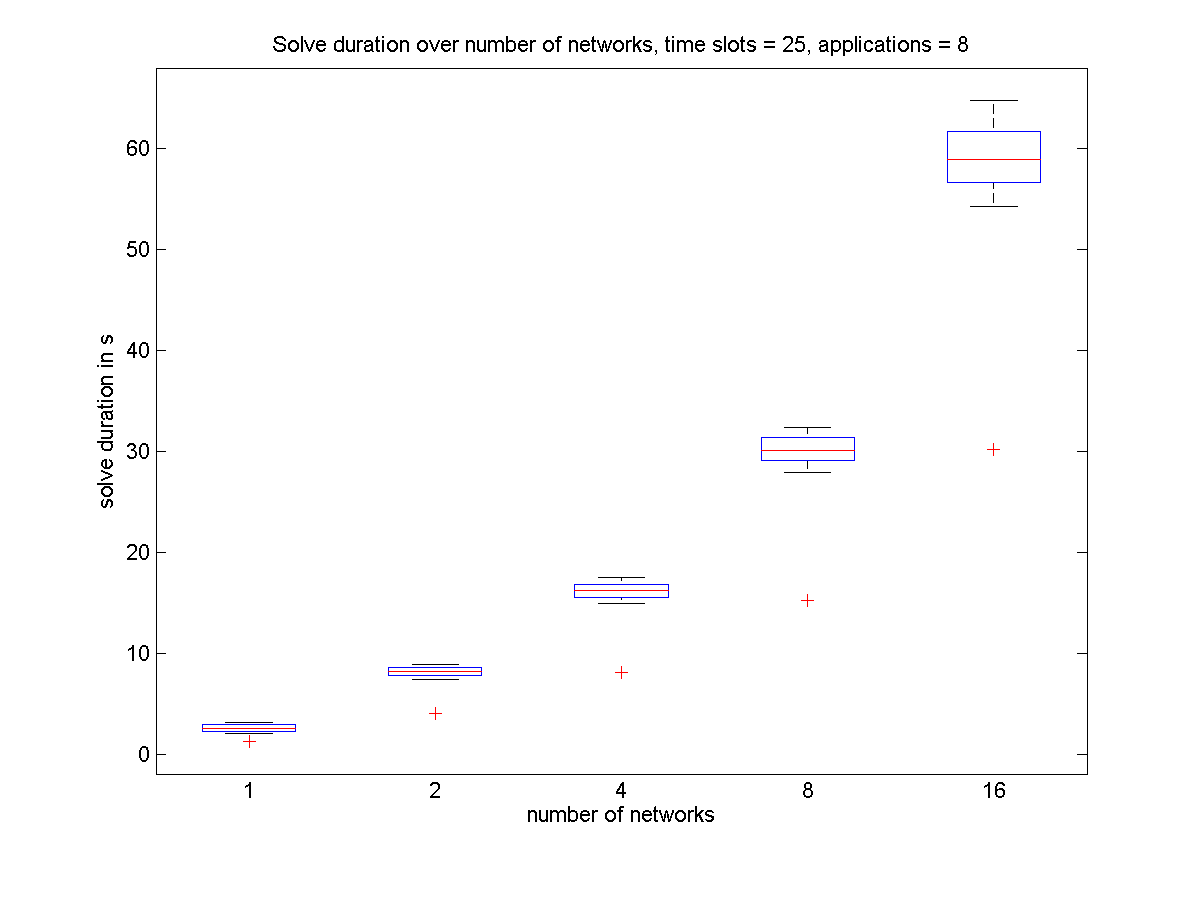 Solve duration over number of networks, time slots = 25, applications = 8
60
50
40
30
20
10
0
solve duration in s
1 2 4 8 16
number of networks